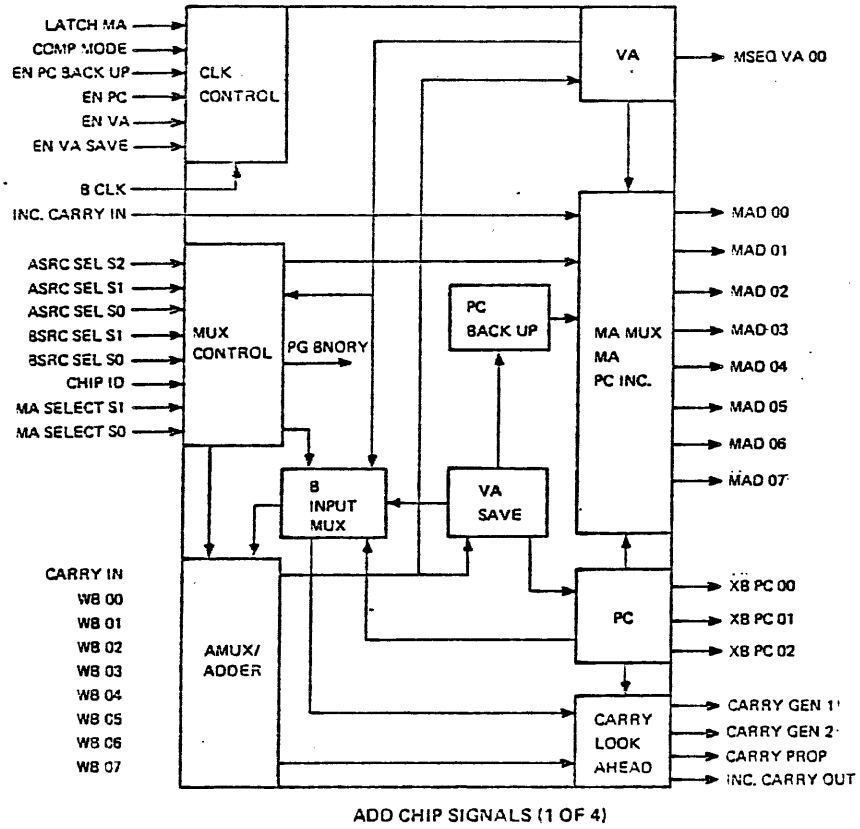 LATCH MA
COMP MODE
EN PC BACK UP
EN PC
EN VA
EN VA SAVE
B CLK
INC. CARRY IN
ASRC SEL S2
ASRC SEL S1
ASRC SEL S0
BSRC SEL S1
BSRC SEL S0
CHIP ID
MA SELECT S1
MA SELECT S0
CARRY IN
WB 00
WB 01
WB 02
WB 03
WB 04
WB 05
WB 06
WB 07
CLK
CONTROL
MUX
CONTROL
PG BNDRY
B
INPUT
MUX
AMUX/
ADDER
PC
BACK UP
VA
SAVE
VA
MA MUX
MA
PC INC.
PC
CARRY
LOOK
AHEAD
MSEQ VA 00
MAD 00
MAD 01
MAD 02
MAD 03
MAD 04
MAD 05
MAD 06
MAD 07
XB PC 00
XB PC 01
XB PC 02
CARRY GEN 1
CARRY GEN 2
CARRY PROP
INC. CARRY OUT
ADD CHIP SIGNALS (1 OF 4)